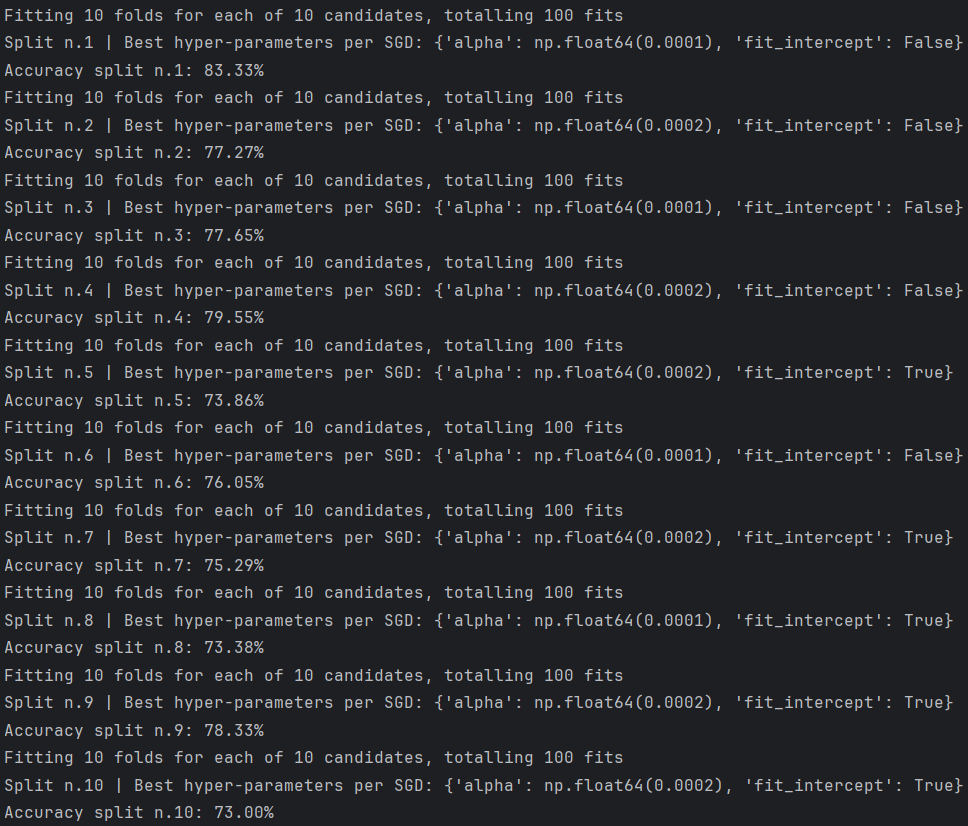 Fitting 10 folds for each of 10 candidates, totalling 100 fits
Split n.1 | Best hyper-parameters per SGD: {'alpha': np.float64(0.0001), 'fit_intercept': False}
Accuracy split n.1: 83.33%
Fitting 10 folds for each of 10 candidates, totalling 100 fits
Split n.2 | Best hyper-parameters per SGD: {'alpha': np.float64(0.0002), 'fit_intercept': False}
Accuracy split n.2: 77.27%
Fitting 10 folds for each of 10 candidates, totalling 100 fits
Split n.3 | Best hyper-parameters per SGD: {'alpha': np.float64(0.0001), 'fit_intercept': False}
Accuracy split n.3: 77.65%
Fitting 10 folds for each of 10 candidates, totalling 100 fits
Split n.4 | Best hyper-parameters per SGD: {'alpha': np.float64(0.0002), 'fit_intercept': False}
Accuracy split n.4: 79.55%
Fitting 10 folds for each of 10 candidates, totalling 100 fits
Split n.5 | Best hyper-parameters per SGD: {'alpha': np.float64(0.0002), 'fit_intercept': True}
Accuracy split n.5: 73.86%
Fitting 10 folds for each of 10 candidates, totalling 100 fits
Split n.6 | Best hyper-parameters per SGD: {'alpha': np.float64(0.0001), 'fit_intercept': False}
Accuracy split n.6: 76.05%
Fitting 10 folds for each of 10 candidates, totalling 100 fits
Split n.7 | Best hyper-parameters per SGD: {'alpha': np.float64(0.0002), 'fit_intercept': True}
Accuracy split n.7: 75.29%
Fitting 10 folds for each of 10 candidates, totalling 100 fits
Split n.8 | Best hyper-parameters per SGD: {'alpha': np.float64(0.0001), 'fit_intercept': True}
Accuracy split n.8: 73.38%
Fitting 10 folds for each of 10 candidates, totalling 100 fits
Split n.9 | Best hyper-parameters per SGD: {'alpha': np.float64(0.0002), 'fit_intercept': True}
Accuracy split n.9: 78.33%
Fitting 10 folds for each of 10 candidates, totalling 100 fits
Split n.10 | Best hyper-parameters per SGD: {'alpha': np.float64(0.0002), 'fit_intercept': True}
Accuracy split n.10: 73.00%